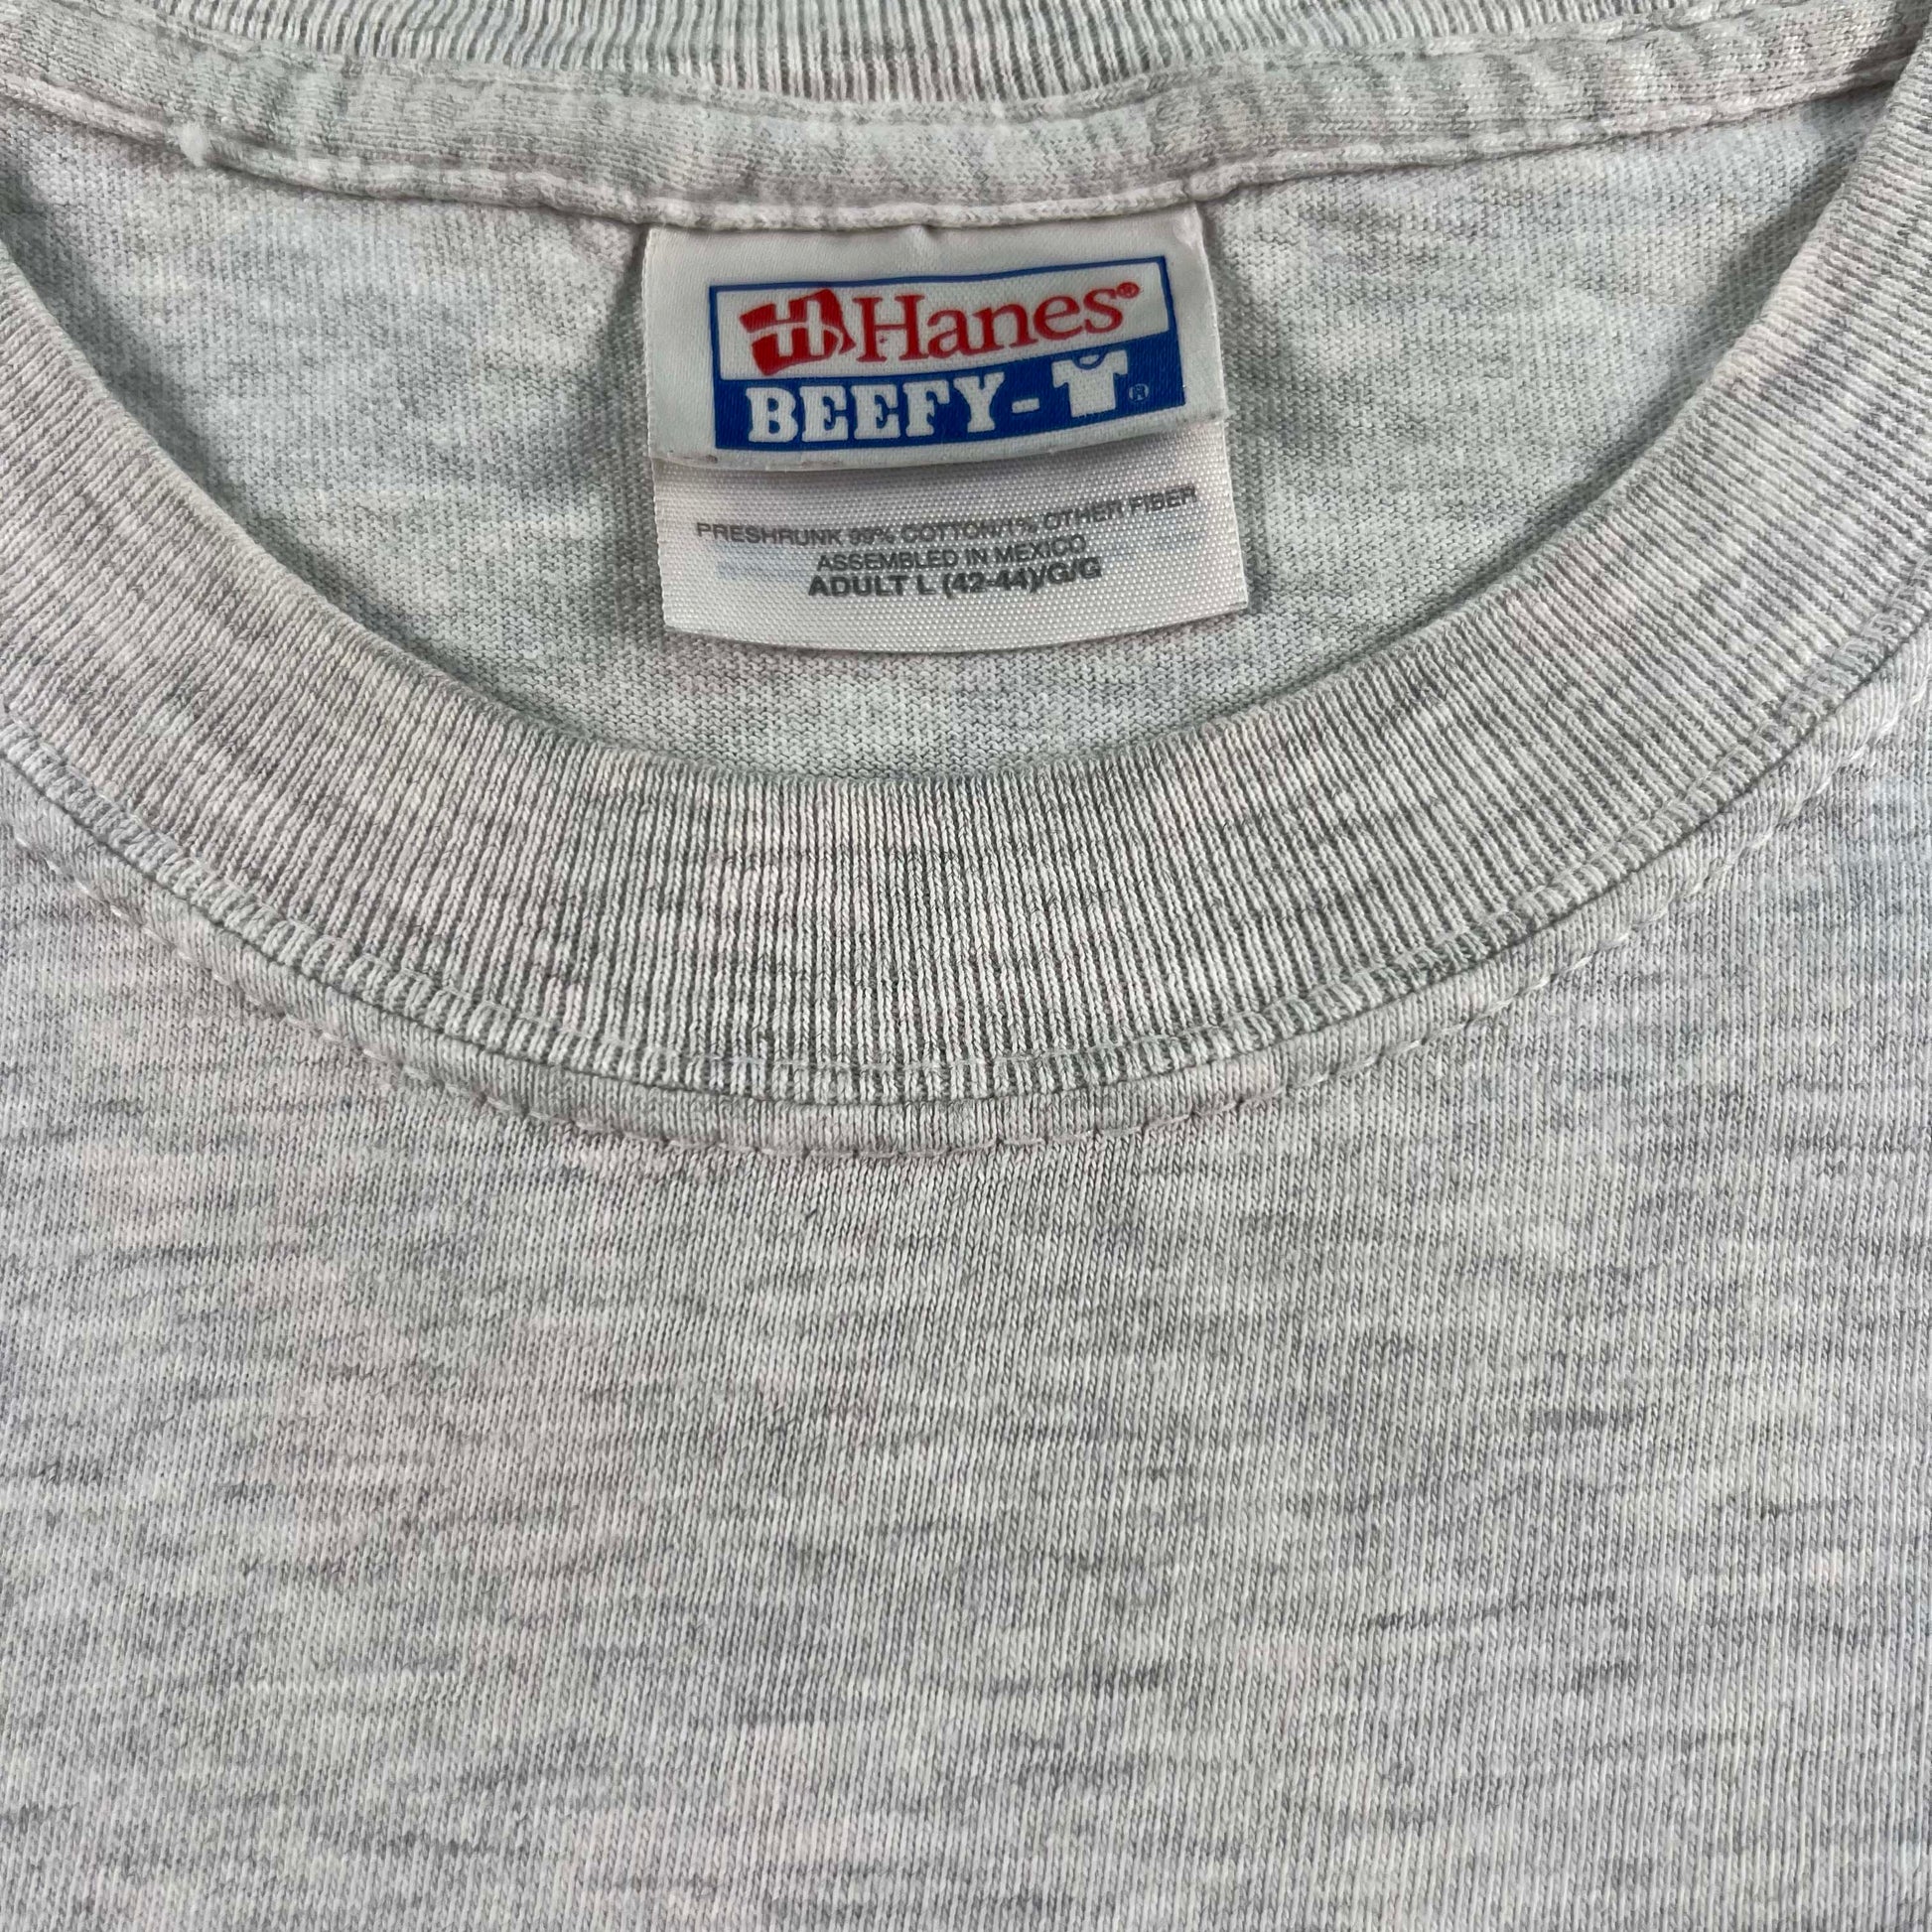 Hanes®
BEEFY-T®
PRESHRUNK 99% COTTON/1% OTHER FIBER
ASSEMBLED IN MEXICO
ADULT L (42-44)/G/G